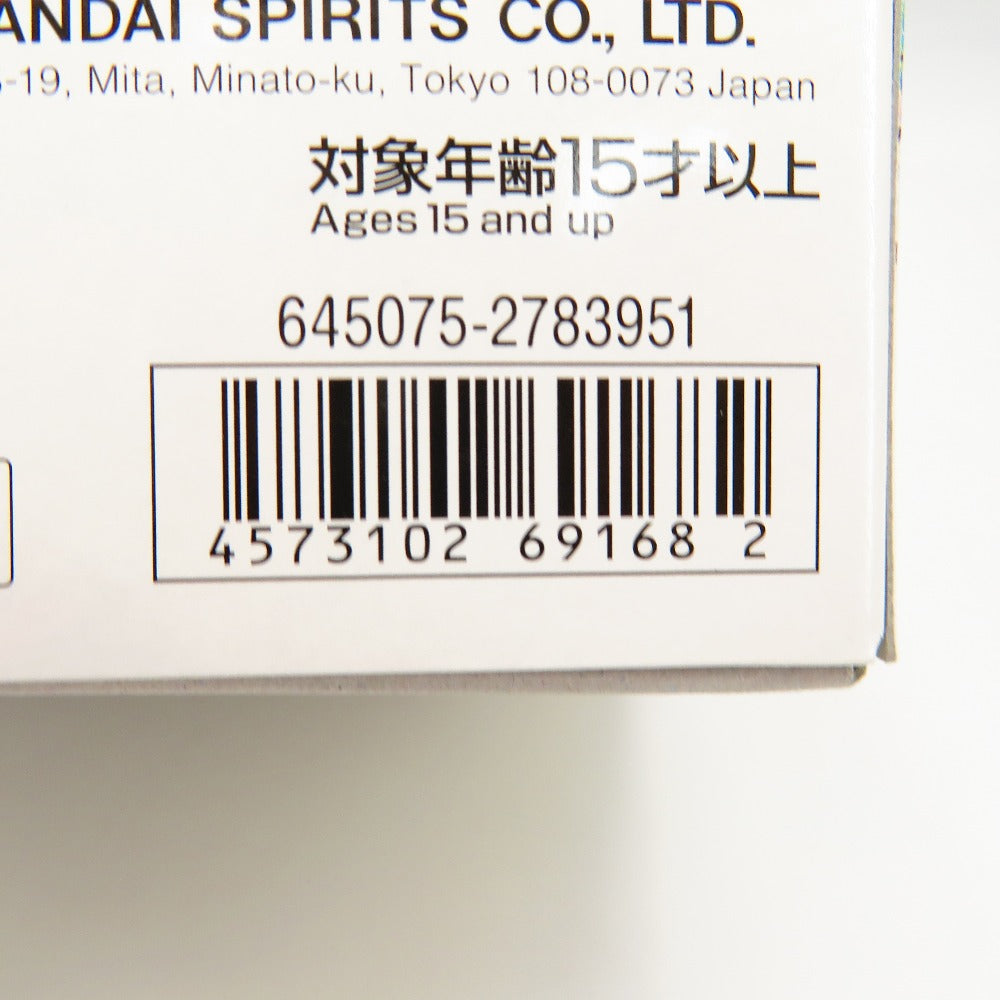 ANDAI SPIRITS CO., LTD.
-19, Mita, Minato-ku, Tokyo 108-0073 Japan
対象年齢15才以上
Ages 15 and up
645075-2783951
4573102 69168 2